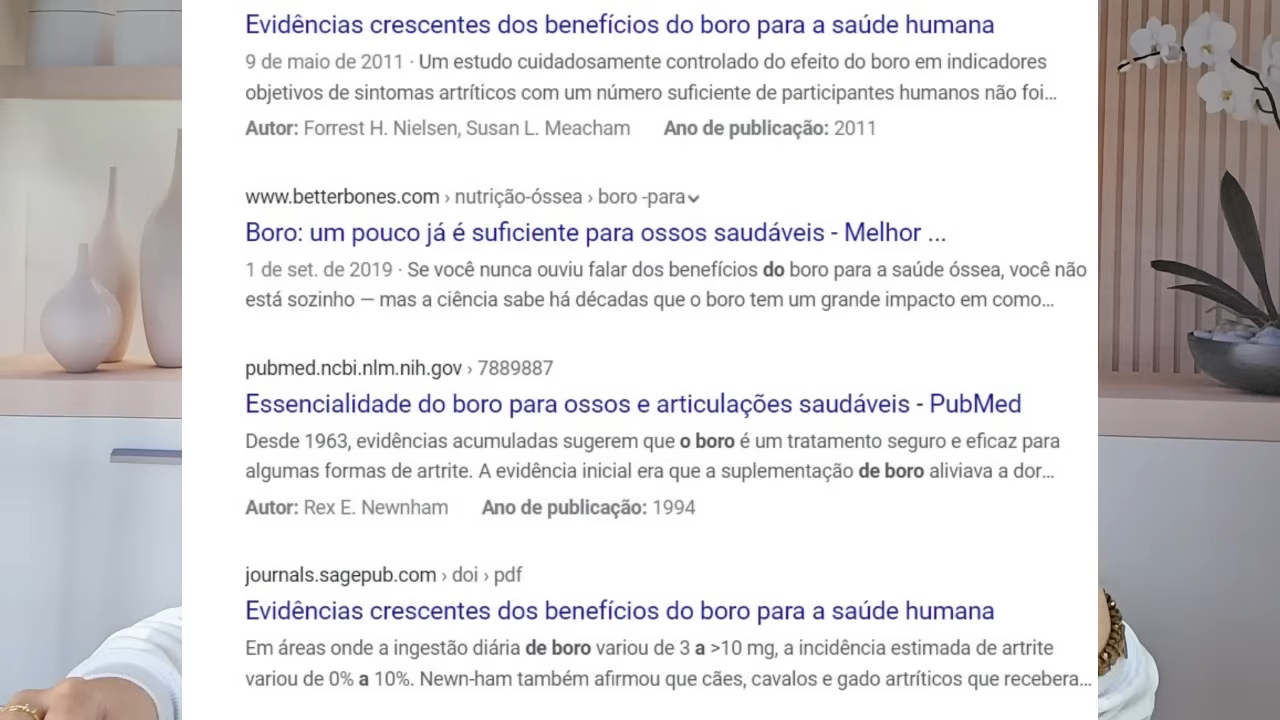 Evidências crescentes dos benefícios do boro para a saúde humana
9 de maio de 2011 · Um estudo cuidadosamente controlado do efeito do boro em indicadores
objetivos de sintomas artríticos com um número suficiente de participantes humanos não foi...
Autor: Forrest H. Nielsen, Susan L. Meacham Ano de publicação: 2011
www.betterbones.com › nutrição-óssea › boro -para
Boro: um pouco já é suficiente para ossos saudáveis - Melhor ...
1 de set. de 2019 · Se você nunca ouviu falar dos benefícios do boro para a saúde óssea, você não
está sozinho — mas a ciência sabe há décadas que o boro tem um grande impacto em como...
pubmed.ncbi.nlm.nih.gov › 7889887
Essencialidade do boro para ossos e articulações saudáveis - PubMed
Desde 1963, evidências acumuladas sugerem que o boro é um tratamento seguro e eficaz para
algumas formas de artrite. A evidência inicial era que a suplementação de boro aliviava a dor...
Autor: Rex E. Newnham Ano de publicação: 1994
journals.sagepub.com › doi › pdf
Evidências crescentes dos benefícios do boro para a saúde humana
Em áreas onde a ingestão diária de boro variou de 3 a >10 mg, a incidência estimada de artrite
variou de 0% a 10%. Newn-ham também afirmou que cães, cavalos e gado artríticos que recebera...